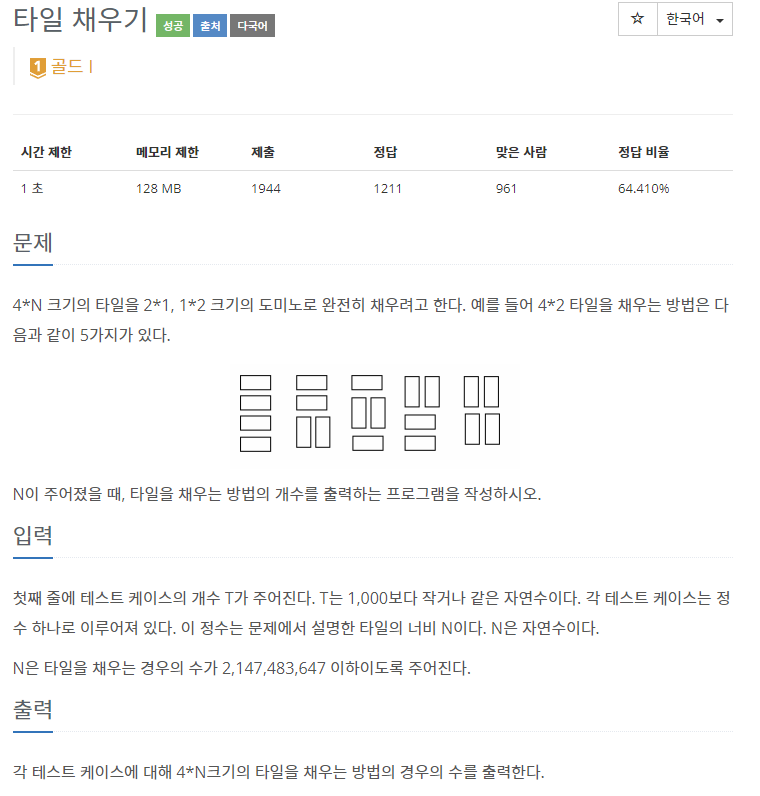 타일 채우기 성공 출처 다국어
☆ 한국어
1 골드 I
시간 제한 메모리 제한 제출 정답 맞은 사람 정답 비율
1 초 128 MB 1944 1211 961 64.410%
문제
4*N 크기의 타일을 2*1, 1*2 크기의 도미노로 완전히 채우려고 한다. 예를 들어 4*2 타일을 채우는 방법은 다
음과 같이 5가지가 있다.
N이 주어졌을 때, 타일을 채우는 방법의 개수를 출력하는 프로그램을 작성하시오.
입력
첫째 줄에 테스트 케이스의 개수 T가 주어진다. T는 1,000보다 작거나 같은 자연수이다. 각 테스트 케이스는 정
수 하나로 이루어져 있다. 이 정수는 문제에서 설명한 타일의 너비 N이다. N은 자연수이다.
N은 타일을 채우는 경우의 수가 2,147,483,647 이하이도록 주어진다.
출력
각 테스트 케이스에 대해 4*N크기의 타일을 채우는 방법의 경우의 수를 출력한다.